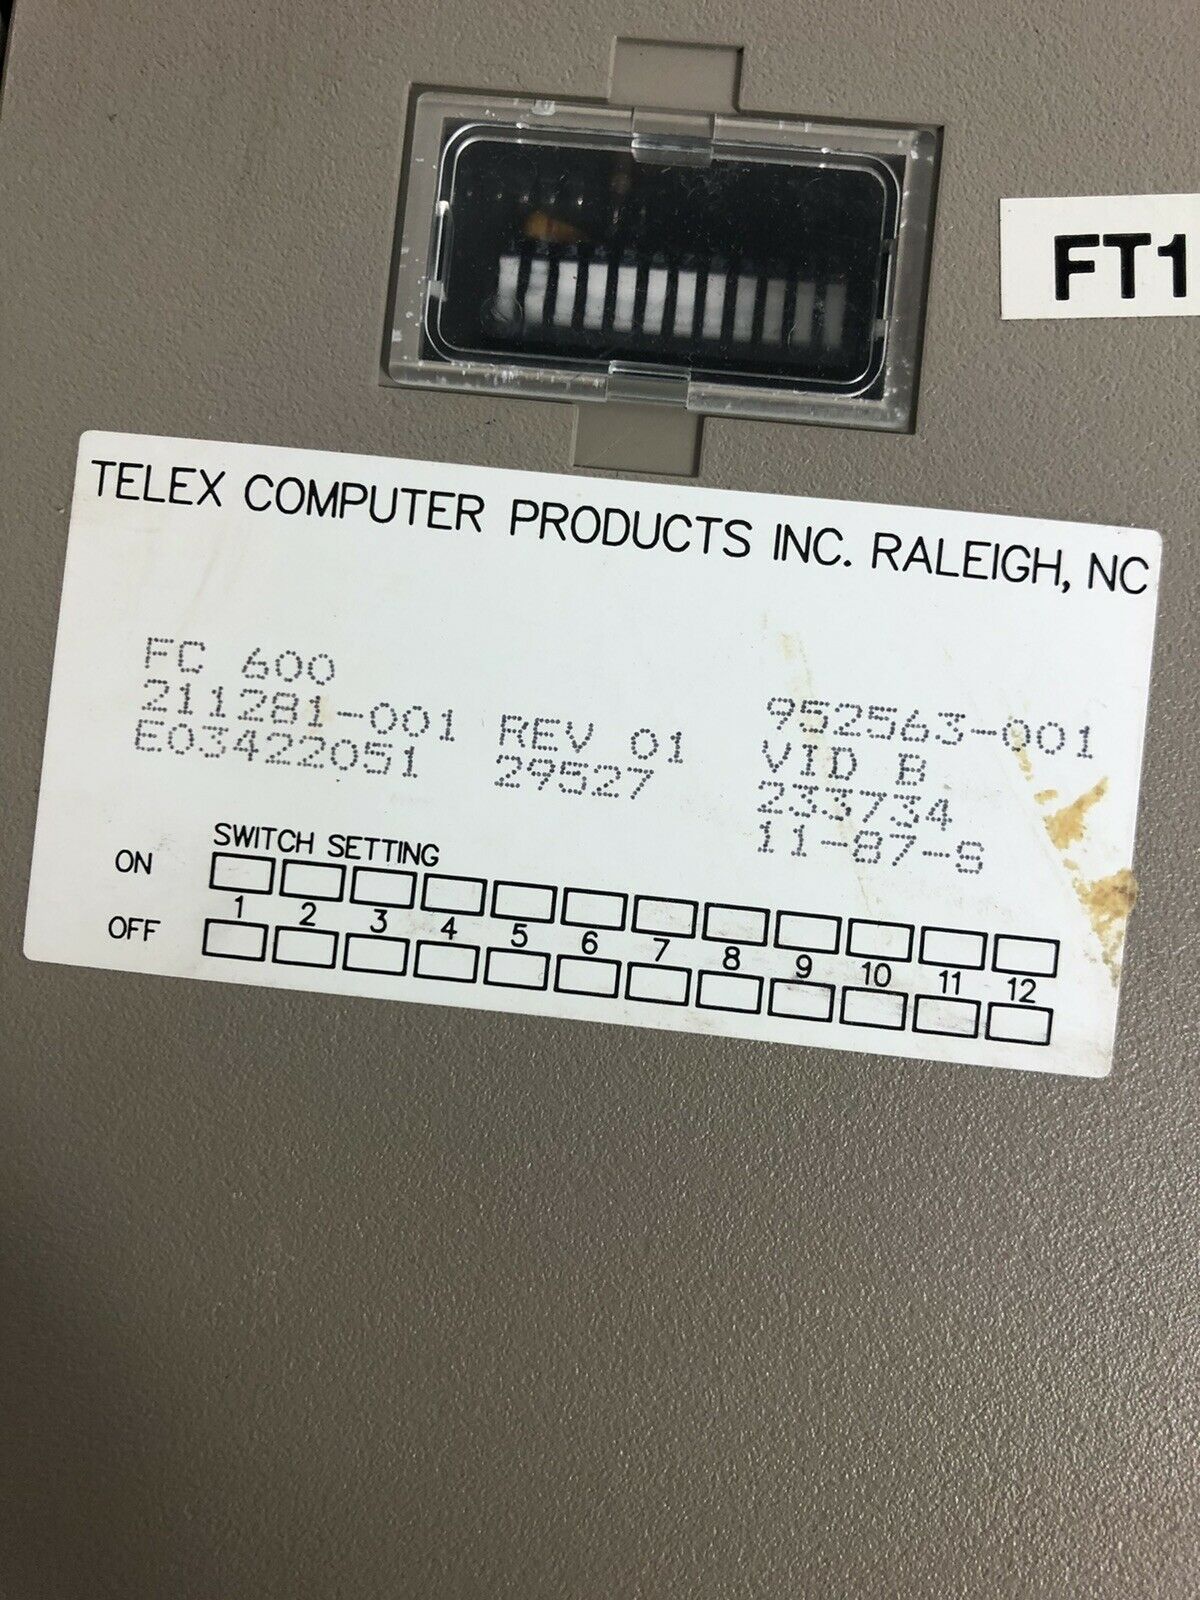 FT1
TELEX COMPUTER PRODUCTS INC. RALEIGH, NC
FC 600
211281-001 REV 01 952563-001
E03422051 29527 VID B
233734
11-87-S
SWITCH SETTING
ON
1 2 3 4 5 6 7 8 9 10 11 12
OFF